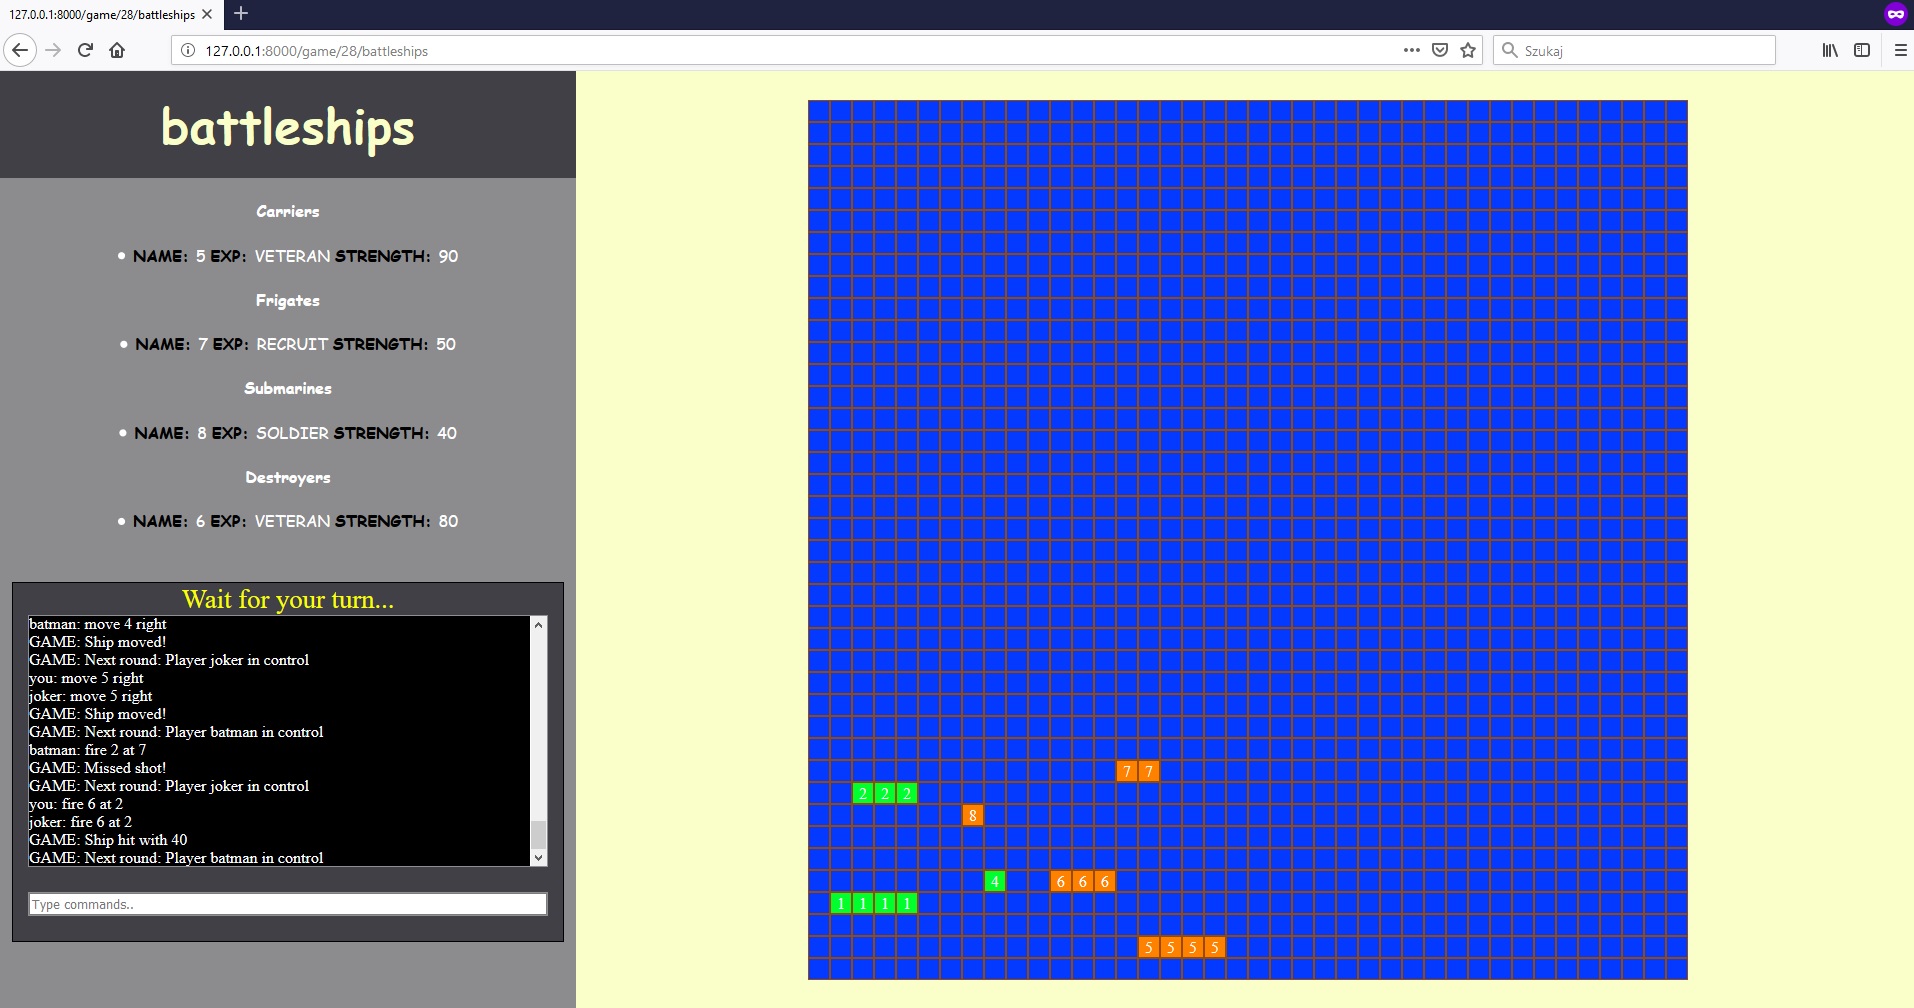 127.0.0.1:8000/game/28/battleships
127.0.0.1:8000/game/28/battleships
Szukaj
battleships
Carriers
NAME: 5 EXP: VETERAN STRENGTH: 90
Frigates
NAME: 7 EXP: RECRUIT STRENGTH: 50
Submarines
NAME: 8 EXP: SOLDIER STRENGTH: 40
Destroyers
NAME: 6 EXP: VETERAN STRENGTH: 80
Wait for your turn...
batman: move 4 right
GAME: Ship moved!
GAME: Next round: Player joker in control
you: move 5 right
joker: move 5 right
GAME: Ship moved!
GAME: Next round: Player batman in control
batman: fire 2 at 7
GAME: Missed shot!
GAME: Next round: Player joker in control
you: fire 6 at 2
joker: fire 6 at 2
GAME: Ship hit with 40
GAME: Next round: Player batman in control
Type commands..
7 7
2 2 2
8
4 6 6 6
1 1 1 1
5 5 5 5